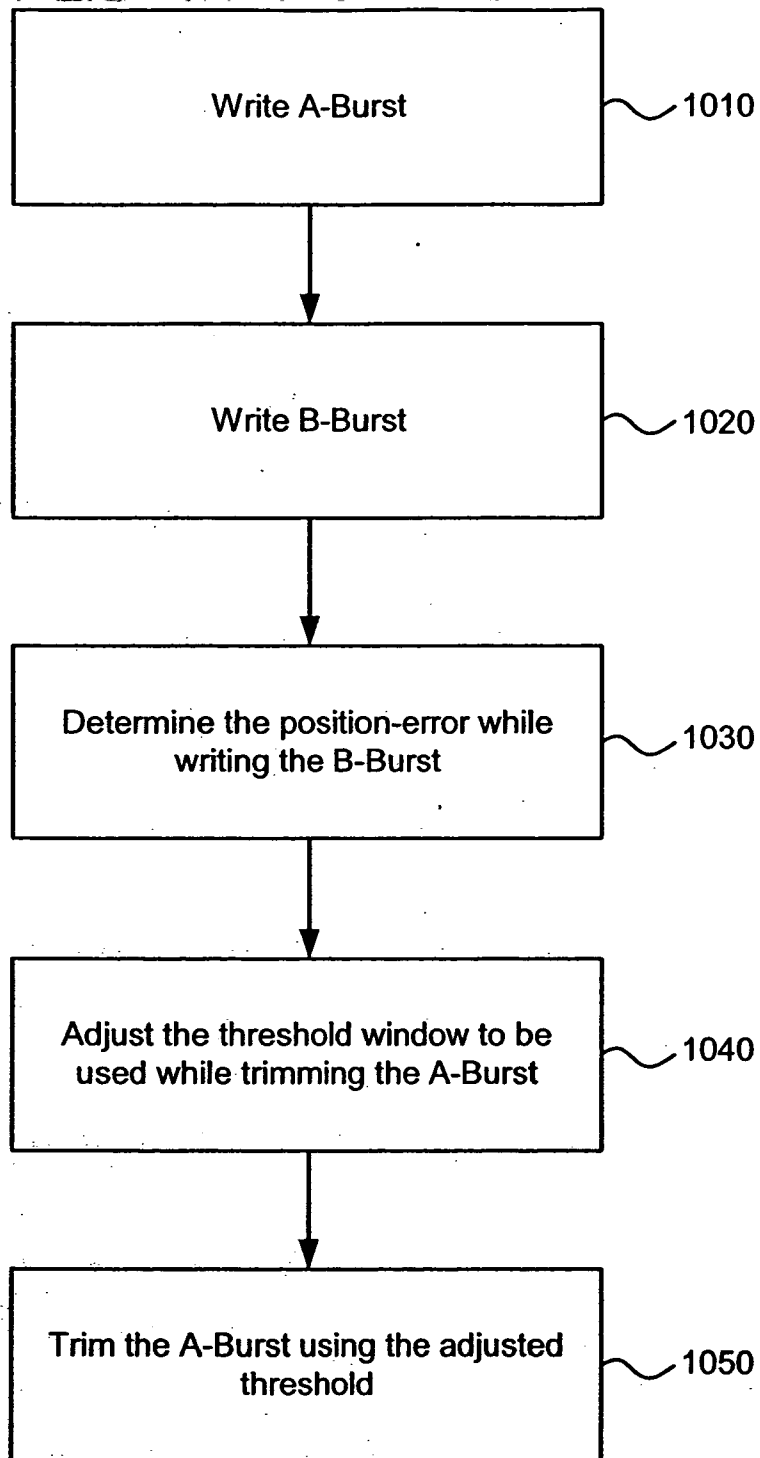 Write A-Burst
1010
Write B-Burst
1020
Determine the position-error while
writing the B-Burst
1030
Adjust the threshold window to be
used while trimming the A-Burst
1040
Trim the A-Burst using the adjusted
threshold
1050